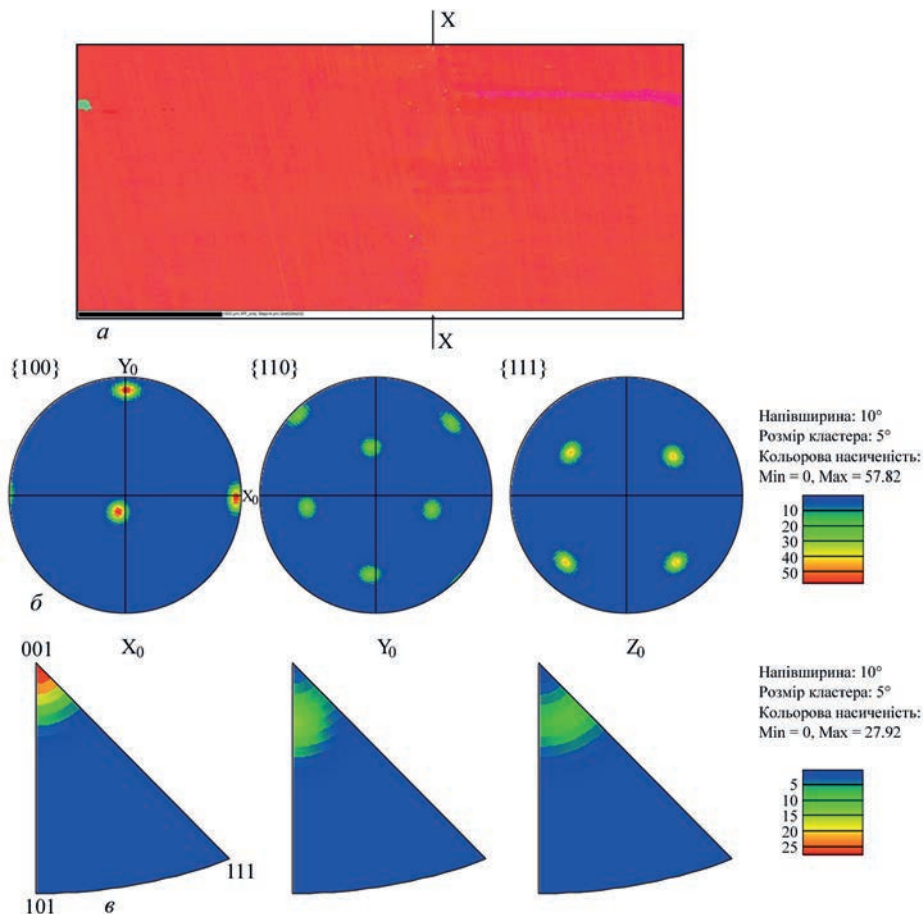 X
а
X
{100}
Y₀
{110}
{111}
X₀
Напівширина: 10°
Розмір кластера: 5°
Кольорова насиченість:
Min = 0, Max = 57.82
10
20
30
40
50
б
001
X₀
Y₀
Z₀
Напівширина: 10°
Розмір кластера: 5°
Кольорова насиченість:
Min = 0, Max = 27.92
5
10
15
20
25
111
101
в